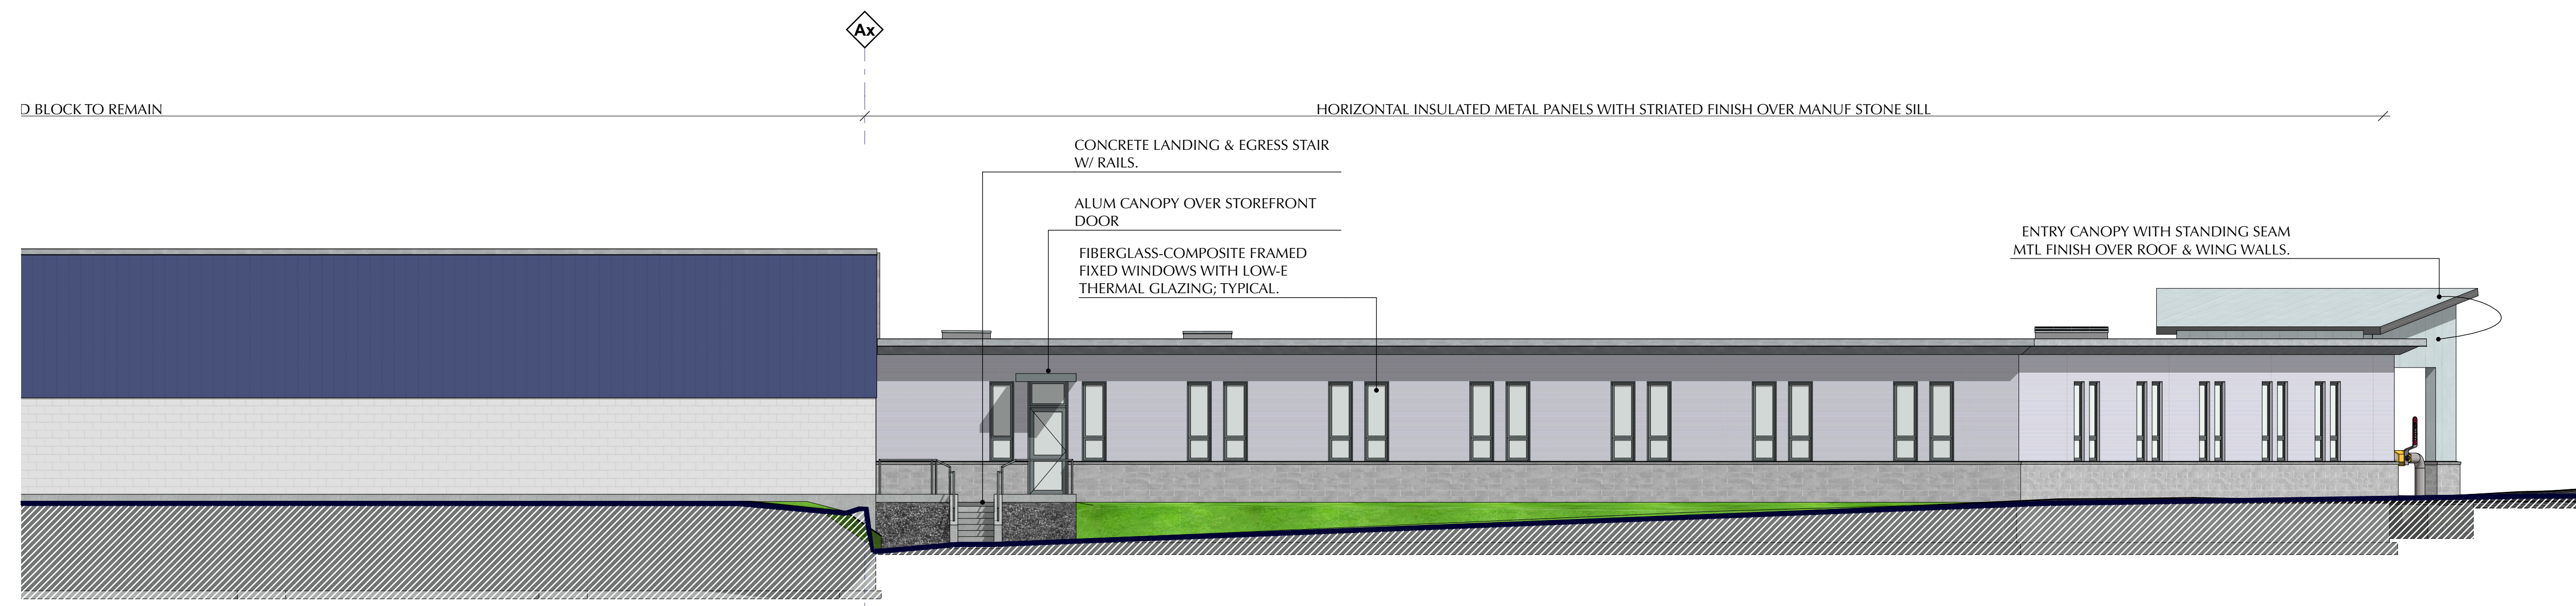 Ax
D BLOCK TO REMAIN
HORIZONTAL INSULATED METAL PANELS WITH STRIATED FINISH OVER MANUF STONE SILL
CONCRETE LANDING & EGRESS STAIR
W/ RAILS.
ALUM CANOPY OVER STOREFRONT
DOOR
FIBERGLASS-COMPOSITE FRAMED
FIXED WINDOWS WITH LOW-E
THERMAL GLAZING; TYPICAL.
ENTRY CANOPY WITH STANDING SEAM
MTL FINISH OVER ROOF & WING WALLS.